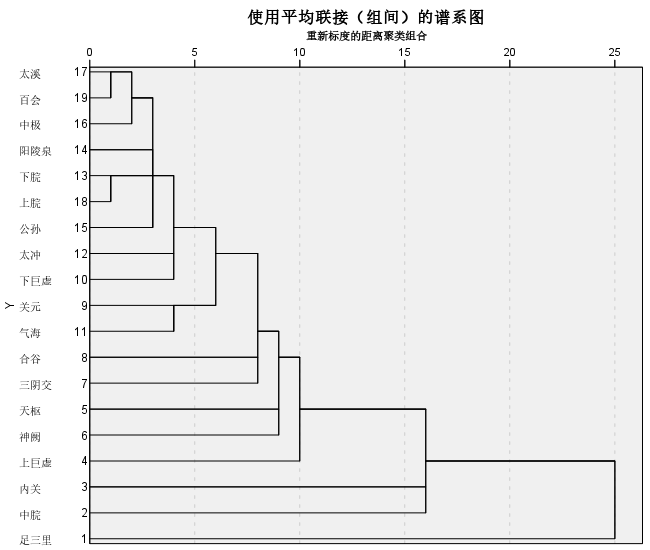 使用平均联接（组间）的谱系图
重新标度的距离聚类组合
0 5 10 15 20 25
太溪 17
百会 19
中极 16
阳陵泉 14
下脘 13
上脘 18
公孙 15
太冲 12
下巨虚 10
Y 关元 9
气海 11
合谷 8
三阴交 7
天枢 5
神阙 6
上巨虚 4
内关 3
中脘 2
足三里 1